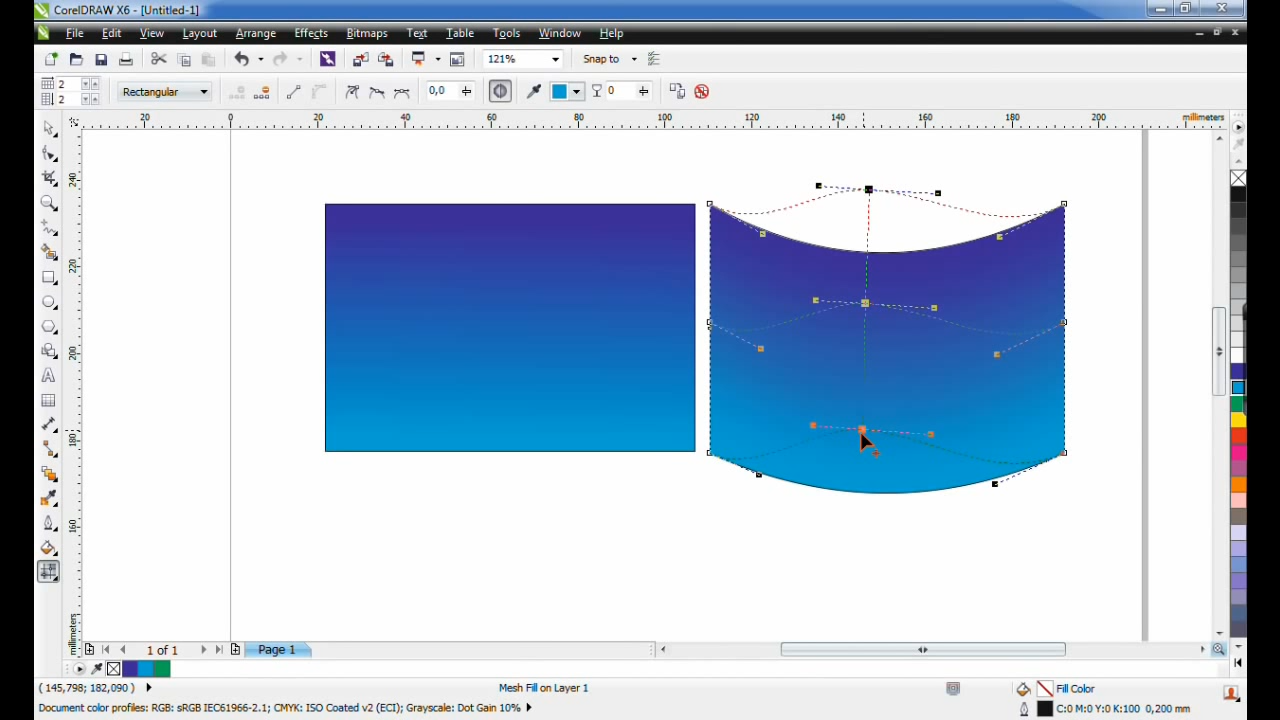 CorelDRAW X6 - [Untitled-1]
File Edit View Layout Arrange Effects Bitmaps Text Table Tools Window Help
121% Snap to
2
2
Rectangular 0,0 0
20 0 20 40 60 80 100 120 140 160 180 200 millimeters
240
220
200
180
160
millimeters
1 of 1 Page 1
( 145,798; 182,090 ) Mesh Fill on Layer 1 Fill Color
Document color profiles: RGB: sRGB IEC61966-2.1; CMYK: ISO Coated v2 (ECI); Grayscale: Dot Gain 10% C:0 M:0 Y:0 K:100 0,200 mm